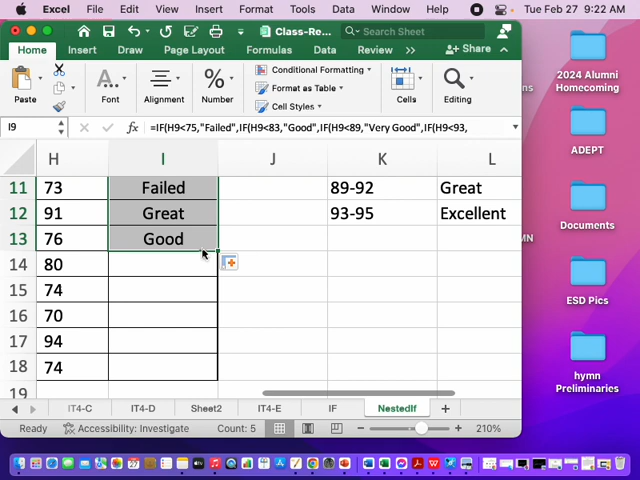 Excel File Edit View Insert Format Tools Data Window Help Tue Feb 27 9:22 AM
Class-Re... Search Sheet
Home Insert Draw Page Layout Formulas Data Review >> Share
Paste Font Alignment Number Conditional Formatting Format as Table Cell Styles Cells Editing
I9 fx =IF(H9<75,"Failed",IF(H9<83,"Good",IF(H9<89,"Very Good",IF(H9<93,
H I J K L
11 73 Failed 89-92 Great
12 91 Great 93-95 Excellent
13 76 Good
14 80
15 74
16 70
17 94
18 74
19
IT4-C IT4-D Sheet2 IT4-E IF NestedIf +
Ready Accessibility: Investigate Count: 5 210%
2024 Alumni
Homecoming
ns
ADEPT
Documents
MN
ESD Pics
hymn
Preliminaries